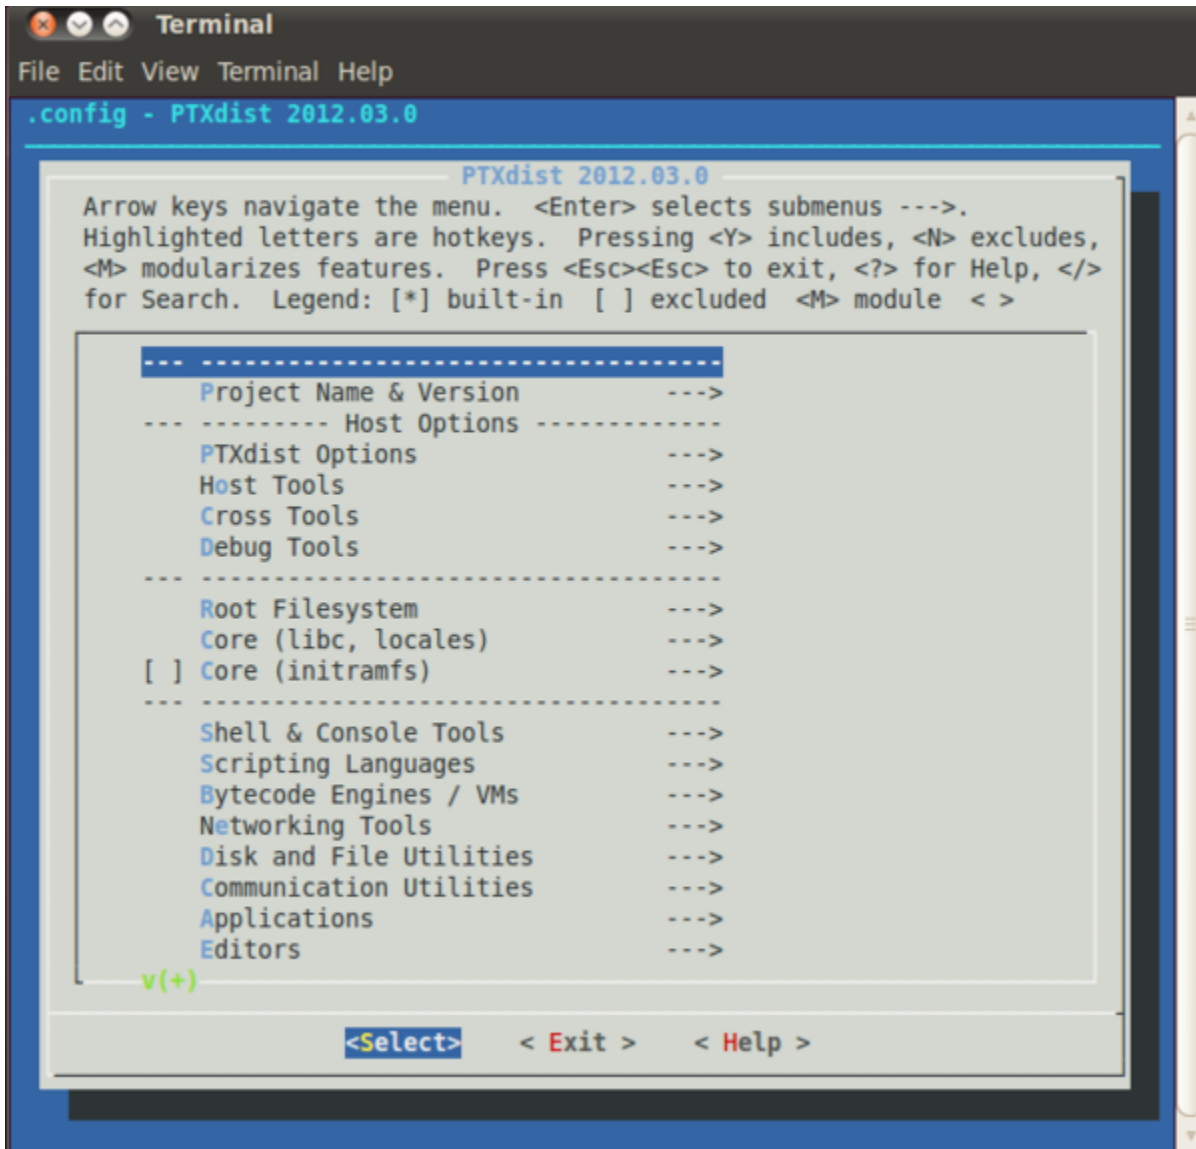 Terminal
File Edit View Terminal Help
.config - PTXdist 2012.03.0
PTXdist 2012.03.0
Arrow keys navigate the menu.  <Enter> selects submenus --->.
Highlighted letters are hotkeys.  Pressing <Y> includes, <N> excludes,
<M> modularizes features.  Press <Esc><Esc> to exit, <?> for Help, </>
for Search.  Legend: [*] built-in  [ ] excluded  <M> module  < >
--- ------------------------------------
Project Name & Version          --->
--- --------- Host Options -------------
PTXdist Options                 --->
Host Tools                      --->
Cross Tools                     --->
Debug Tools                     --->
--- ------------------------------------
Root Filesystem                 --->
Core (libc, locales)            --->
[ ] Core (initramfs)                --->
--- ------------------------------------
Shell & Console Tools           --->
Scripting Languages             --->
Bytecode Engines / VMs          --->
Networking Tools                --->
Disk and File Utilities         --->
Communication Utilities         --->
Applications                    --->
Editors                         --->
v(+)
<Select>    < Exit >    < Help >